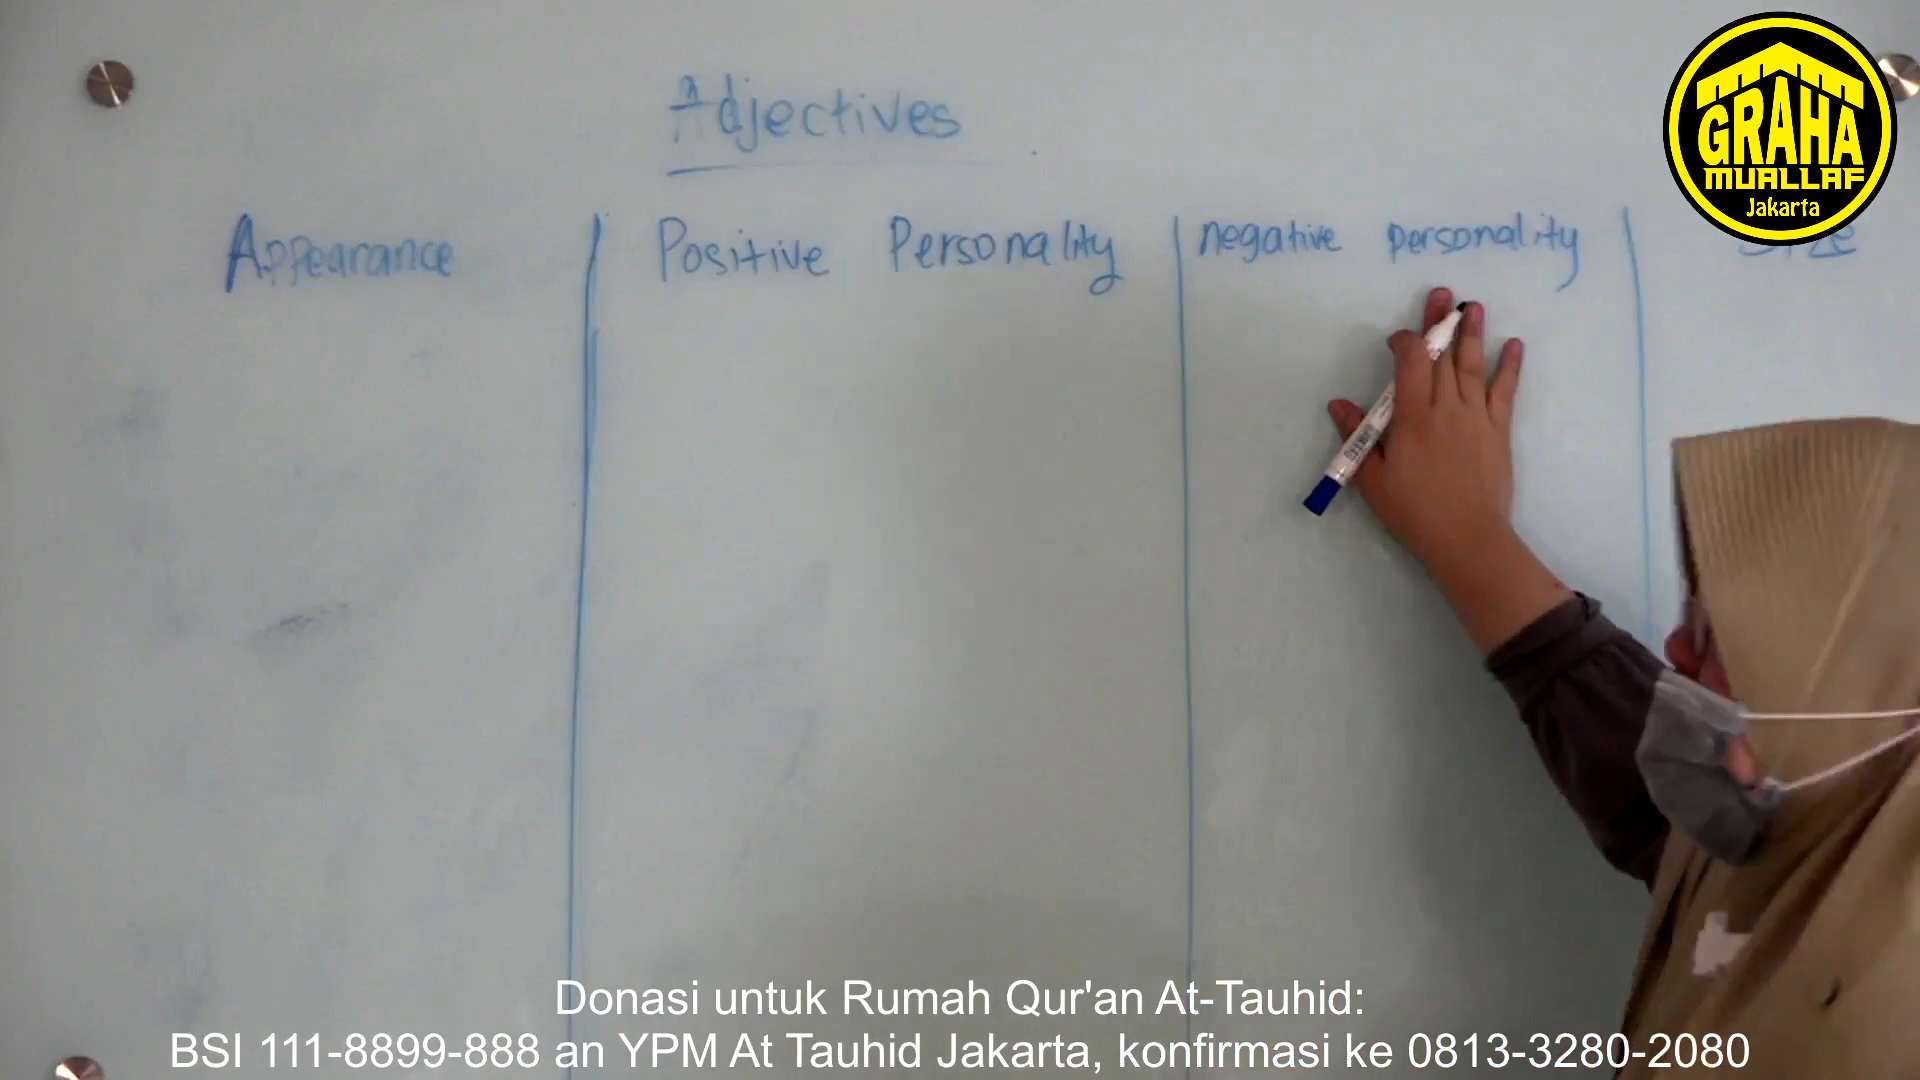 Adjectives
Appearance
Positive Personality
negative personality
GRAHA
MUALLAF
Jakarta
Donasi untuk Rumah Qur'an At-Tauhid:
BSI 111-8899-888 an YPM At Tauhid Jakarta, konfirmasi ke 0813-3280-2080